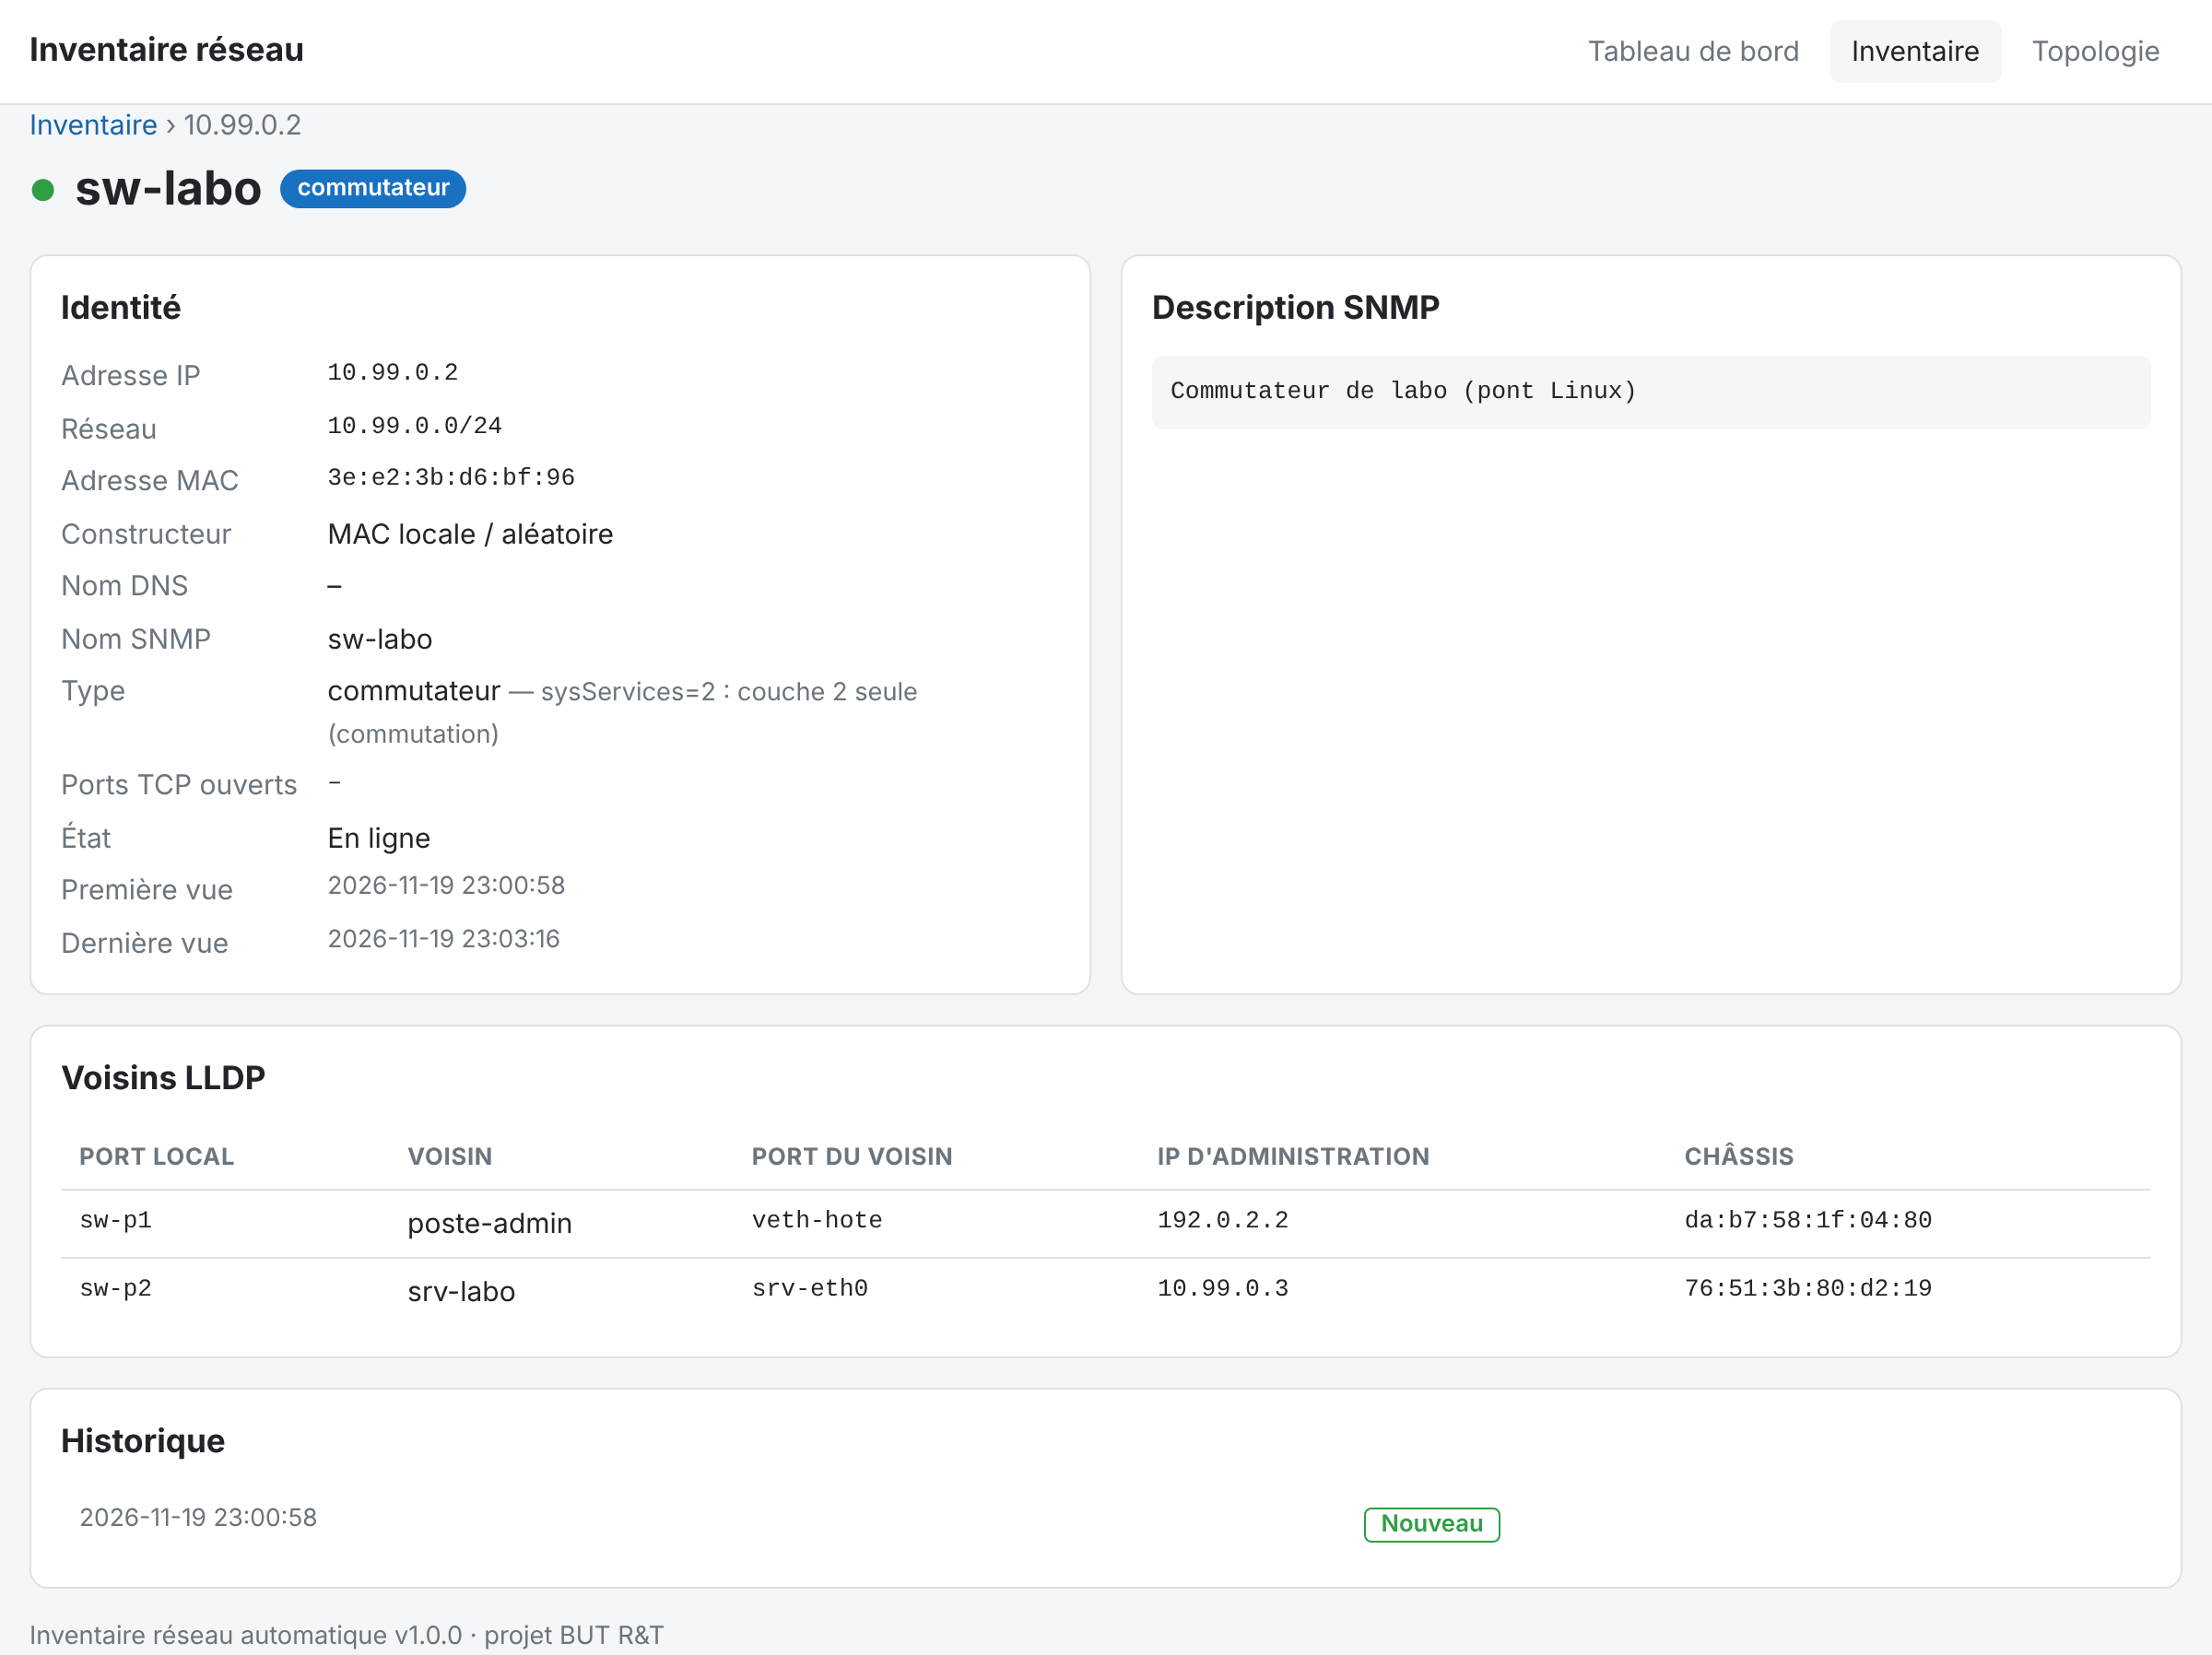 Inventaire réseau
Tableau de bord Inventaire Topologie
Inventaire › 10.99.0.2
sw-labo commutateur
Identité
Adresse IP 10.99.0.2
Réseau 10.99.0.0/24
Adresse MAC 3e:e2:3b:d6:bf:96
Constructeur MAC locale / aléatoire
Nom DNS –
Nom SNMP sw-labo
Type commutateur — sysServices=2 : couche 2 seule
(commutation)
Ports TCP ouverts –
État En ligne
Première vue 2026-11-19 23:00:58
Dernière vue 2026-11-19 23:03:16
Description SNMP
Commutateur de labo (pont Linux)
Voisins LLDP
PORT LOCAL VOISIN PORT DU VOISIN IP D'ADMINISTRATION CHÂSSIS
sw-p1 poste-admin veth-hote 192.0.2.2 da:b7:58:1f:04:80
sw-p2 srv-labo srv-eth0 10.99.0.3 76:51:3b:80:d2:19
Historique
2026-11-19 23:00:58 Nouveau
Inventaire réseau automatique v1.0.0 · projet BUT R&T